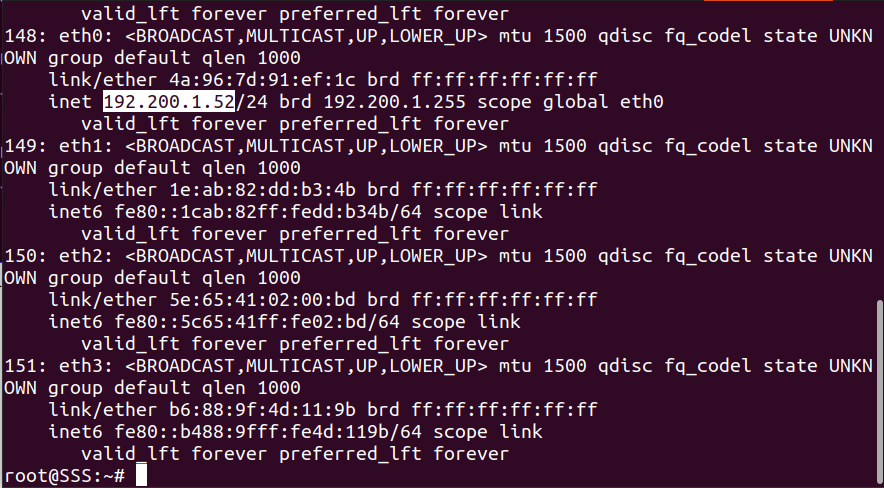 valid_lft forever preferred_lft forever
148: eth0: <BROADCAST,MULTICAST,UP,LOWER_UP> mtu 1500 qdisc fq_codel state UNKN
OWN group default qlen 1000
link/ether 4a:96:7d:91:ef:1c brd ff:ff:ff:ff:ff:ff
inet 192.200.1.52/24 brd 192.200.1.255 scope global eth0
valid_lft forever preferred_lft forever
149: eth1: <BROADCAST,MULTICAST,UP,LOWER_UP> mtu 1500 qdisc fq_codel state UNKN
OWN group default qlen 1000
link/ether 1e:ab:82:dd:b3:4b brd ff:ff:ff:ff:ff:ff
inet6 fe80::1cab:82ff:fedd:b34b/64 scope link
valid_lft forever preferred_lft forever
150: eth2: <BROADCAST,MULTICAST,UP,LOWER_UP> mtu 1500 qdisc fq_codel state UNKN
OWN group default qlen 1000
link/ether 5e:65:41:02:00:bd brd ff:ff:ff:ff:ff:ff
inet6 fe80::5c65:41ff:fe02:bd/64 scope link
valid_lft forever preferred_lft forever
151: eth3: <BROADCAST,MULTICAST,UP,LOWER_UP> mtu 1500 qdisc fq_codel state UNKN
OWN group default qlen 1000
link/ether b6:88:9f:4d:11:9b brd ff:ff:ff:ff:ff:ff
inet6 fe80::b488:9fff:fe4d:119b/64 scope link
valid_lft forever preferred_lft forever
root@SSS:~#